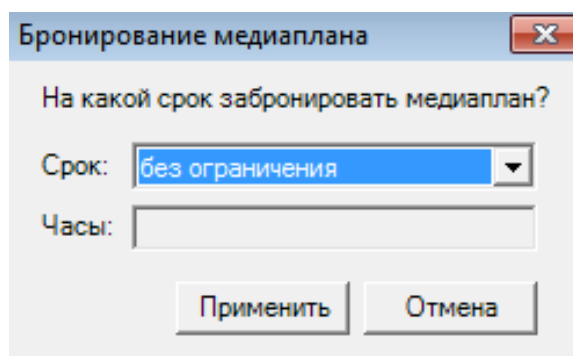 Бронирование медиаплана
На какой срок забронировать медиаплан?
Срок: без ограничения
Часы:
Применить Отмена